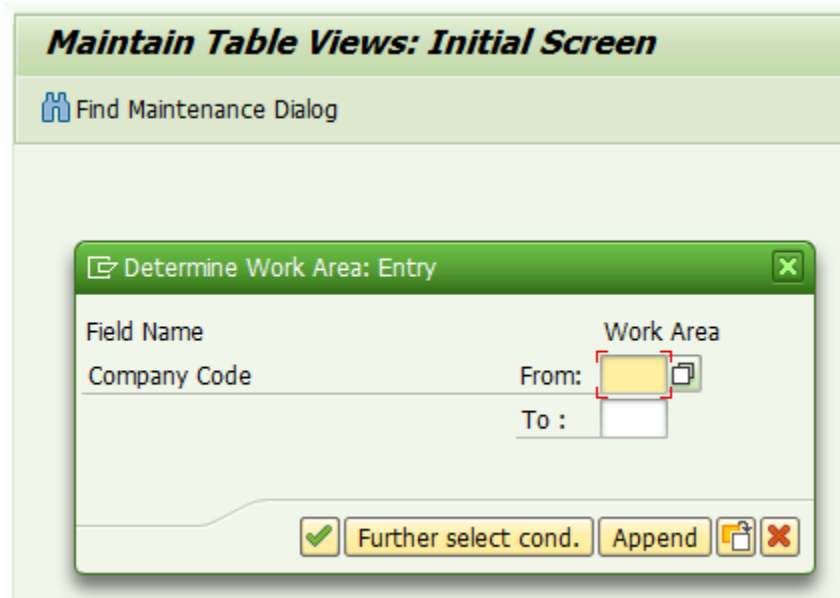 Maintain Table Views: Initial Screen
Find Maintenance Dialog
Determine Work Area: Entry
Field Name Work Area
Company Code From:
To :
Further select cond. Append